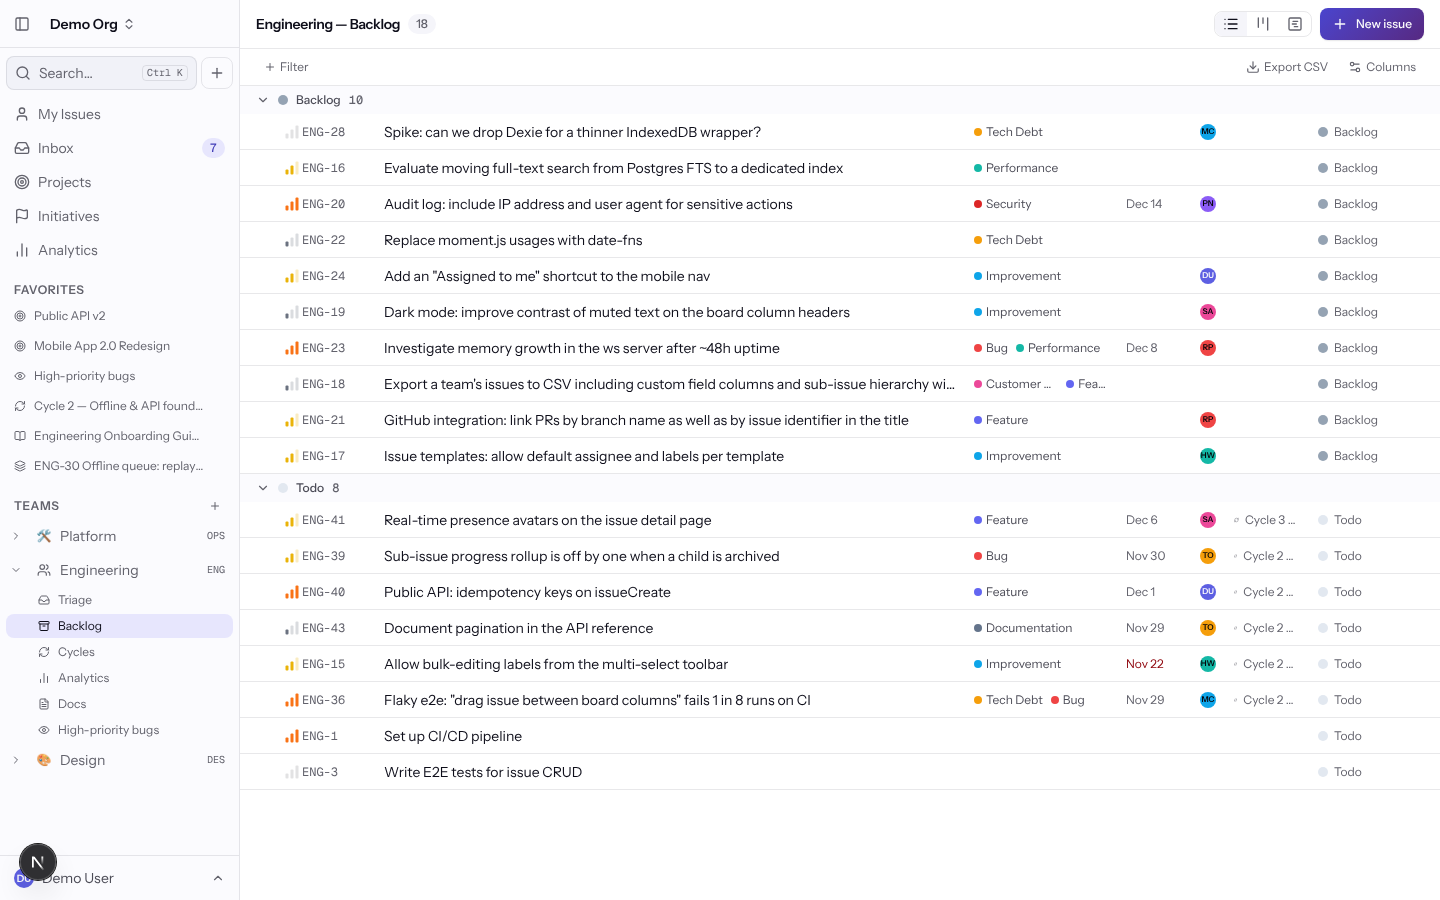 Demo Org
Search... Ctrl K
My Issues
Inbox 7
Projects
Initiatives
Analytics
FAVORITES
Public API v2
Mobile App 2.0 Redesign
High-priority bugs
Cycle 2 — Offline & API found...
Engineering Onboarding Gui...
ENG-30 Offline queue: replay...
TEAMS
Platform OPS
Engineering ENG
Triage
Backlog
Cycles
Analytics
Docs
High-priority bugs
Design DES
N
DU Demo User
Engineering — Backlog 18
New issue
Filter
Export CSV Columns
Backlog 10
ENG-28 Spike: can we drop Dexie for a thinner IndexedDB wrapper? Tech Debt MC Backlog
ENG-16 Evaluate moving full-text search from Postgres FTS to a dedicated index Performance Backlog
ENG-20 Audit log: include IP address and user agent for sensitive actions Security Dec 14 PN Backlog
ENG-22 Replace moment.js usages with date-fns Tech Debt Backlog
ENG-24 Add an "Assigned to me" shortcut to the mobile nav Improvement DU Backlog
ENG-19 Dark mode: improve contrast of muted text on the board column headers Improvement SA Backlog
ENG-23 Investigate memory growth in the ws server after ~48h uptime Bug Performance Dec 8 RP Backlog
ENG-18 Export a team's issues to CSV including custom field columns and sub-issue hierarchy wi... Customer ... Fea... Backlog
ENG-21 GitHub integration: link PRs by branch name as well as by issue identifier in the title Feature RP Backlog
ENG-17 Issue templates: allow default assignee and labels per template Improvement HW Backlog
Todo 8
ENG-41 Real-time presence avatars on the issue detail page Feature Dec 6 SA Cycle 3 ... Todo
ENG-39 Sub-issue progress rollup is off by one when a child is archived Bug Nov 30 TO Cycle 2 ... Todo
ENG-40 Public API: idempotency keys on issueCreate Feature Dec 1 DU Cycle 2 ... Todo
ENG-43 Document pagination in the API reference Documentation Nov 29 TO Cycle 2 ... Todo
ENG-15 Allow bulk-editing labels from the multi-select toolbar Improvement Nov 22 HW Cycle 2 ... Todo
ENG-36 Flaky e2e: "drag issue between board columns" fails 1 in 8 runs on CI Tech Debt Bug Nov 29 MC Cycle 2 ... Todo
ENG-1 Set up CI/CD pipeline Todo
ENG-3 Write E2E tests for issue CRUD Todo